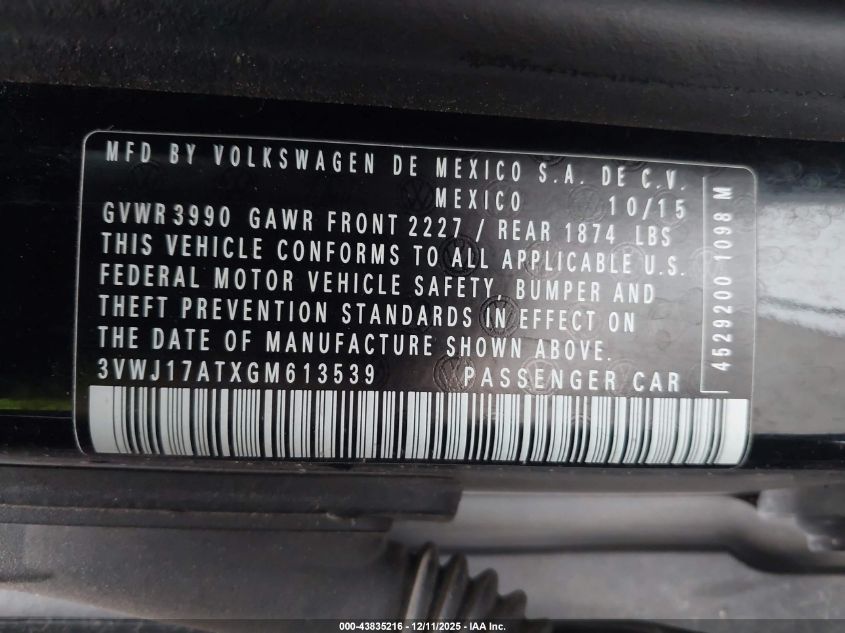 MFD BY VOLKSWAGEN DE MEXICO S.A. DE C.V.
MEXICO 10/15
GVWR 3990 GAWR FRONT 2227 / REAR 1874 LBS
THIS VEHICLE CONFORMS TO ALL APPLICABLE U.S.
FEDERAL MOTOR VEHICLE SAFETY, BUMPER AND
THEFT PREVENTION STANDARDS IN EFFECT ON
THE DATE OF MANUFACTURE SHOWN ABOVE.
3VWJ17ATXGM613539 PASSENGER CAR
4529200 1098 M
000-43835216 - 12/11/2025 - IAA Inc.